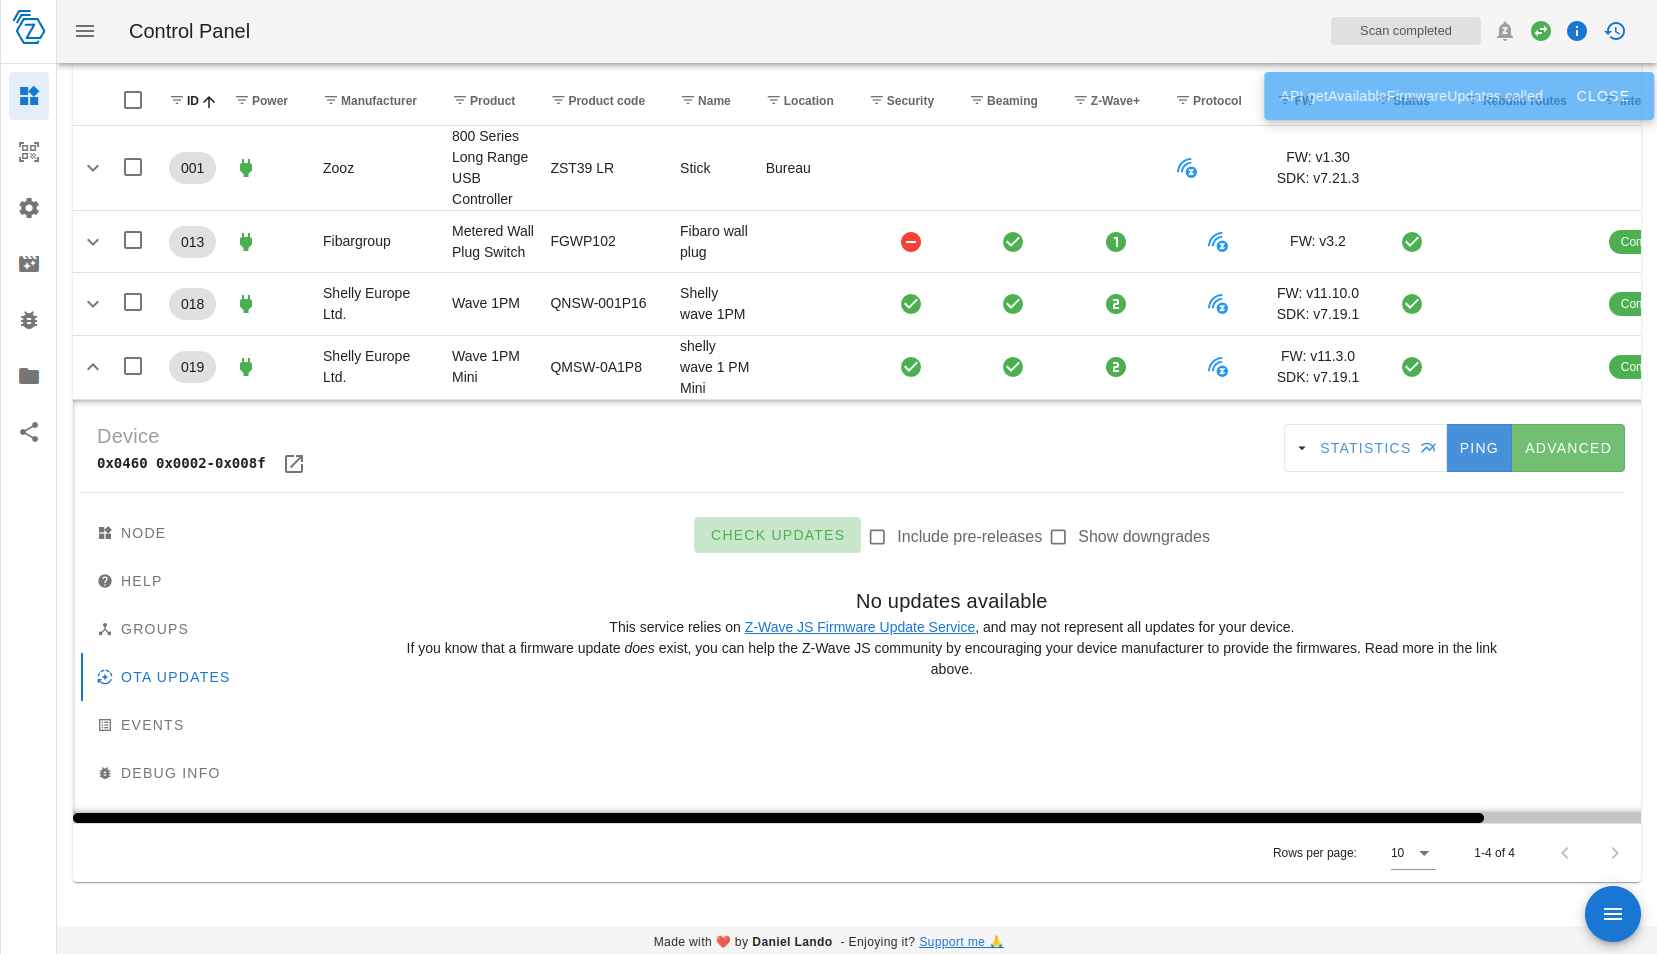 Control Panel
Scan completed
API getAvailableFirmwareUpdates called CLOSE
ID Power Manufacturer Product Product code Name Location Security Beaming Z-Wave+ Protocol FW Status Rebuild routes Inte
001 Zooz 800 Series Long Range USB Controller ZST39 LR Stick Bureau FW: v1.30 SDK: v7.21.3
013 Fibargroup Metered Wall Plug Switch FGWP102 Fibaro wall plug 1 FW: v3.2 Con
018 Shelly Europe Ltd. Wave 1PM QNSW-001P16 Shelly wave 1PM 2 FW: v11.10.0 SDK: v7.19.1 Con
019 Shelly Europe Ltd. Wave 1PM Mini QMSW-0A1P8 shelly wave 1 PM Mini 2 FW: v11.3.0 SDK: v7.19.1 Con
Device
0x0460 0x0002-0x008f
STATISTICS PING ADVANCED
NODE
HELP
GROUPS
OTA UPDATES
EVENTS
DEBUG INFO
CHECK UPDATES Include pre-releases Show downgrades
No updates available
This service relies on Z-Wave JS Firmware Update Service, and may not represent all updates for your device.
If you know that a firmware update does exist, you can help the Z-Wave JS community by encouraging your device manufacturer to provide the firmwares. Read more in the link
above.
Rows per page: 10 1-4 of 4
Made with ❤️ by Daniel Lando - Enjoying it? Support me 🙏